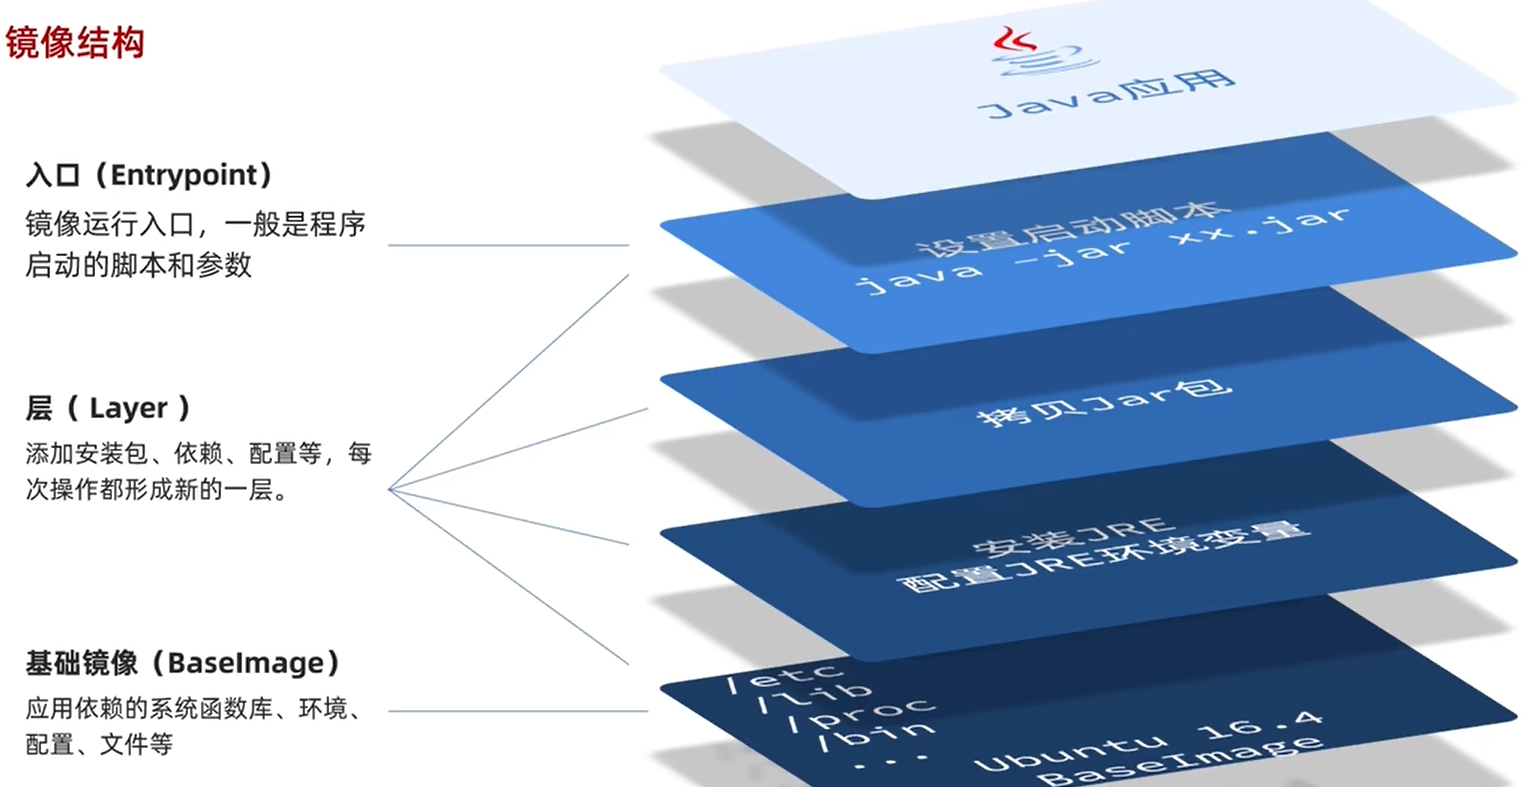 镜像结构
入口（Entrypoint）
镜像运行入口，一般是程序
启动的脚本和参数
层（ Layer ）
添加安装包、依赖、配置等，每
次操作都形成新的一层。
基础镜像（BaseImage）
应用依赖的系统函数库、环境、
配置、文件等
Java应用
设置启动脚本
java -jar xx.jar
拷贝Jar包
安装JRE
配置JRE环境变量
/etc
/lib
/proc
/bin
...
Ubuntu 16.4
BaseImage